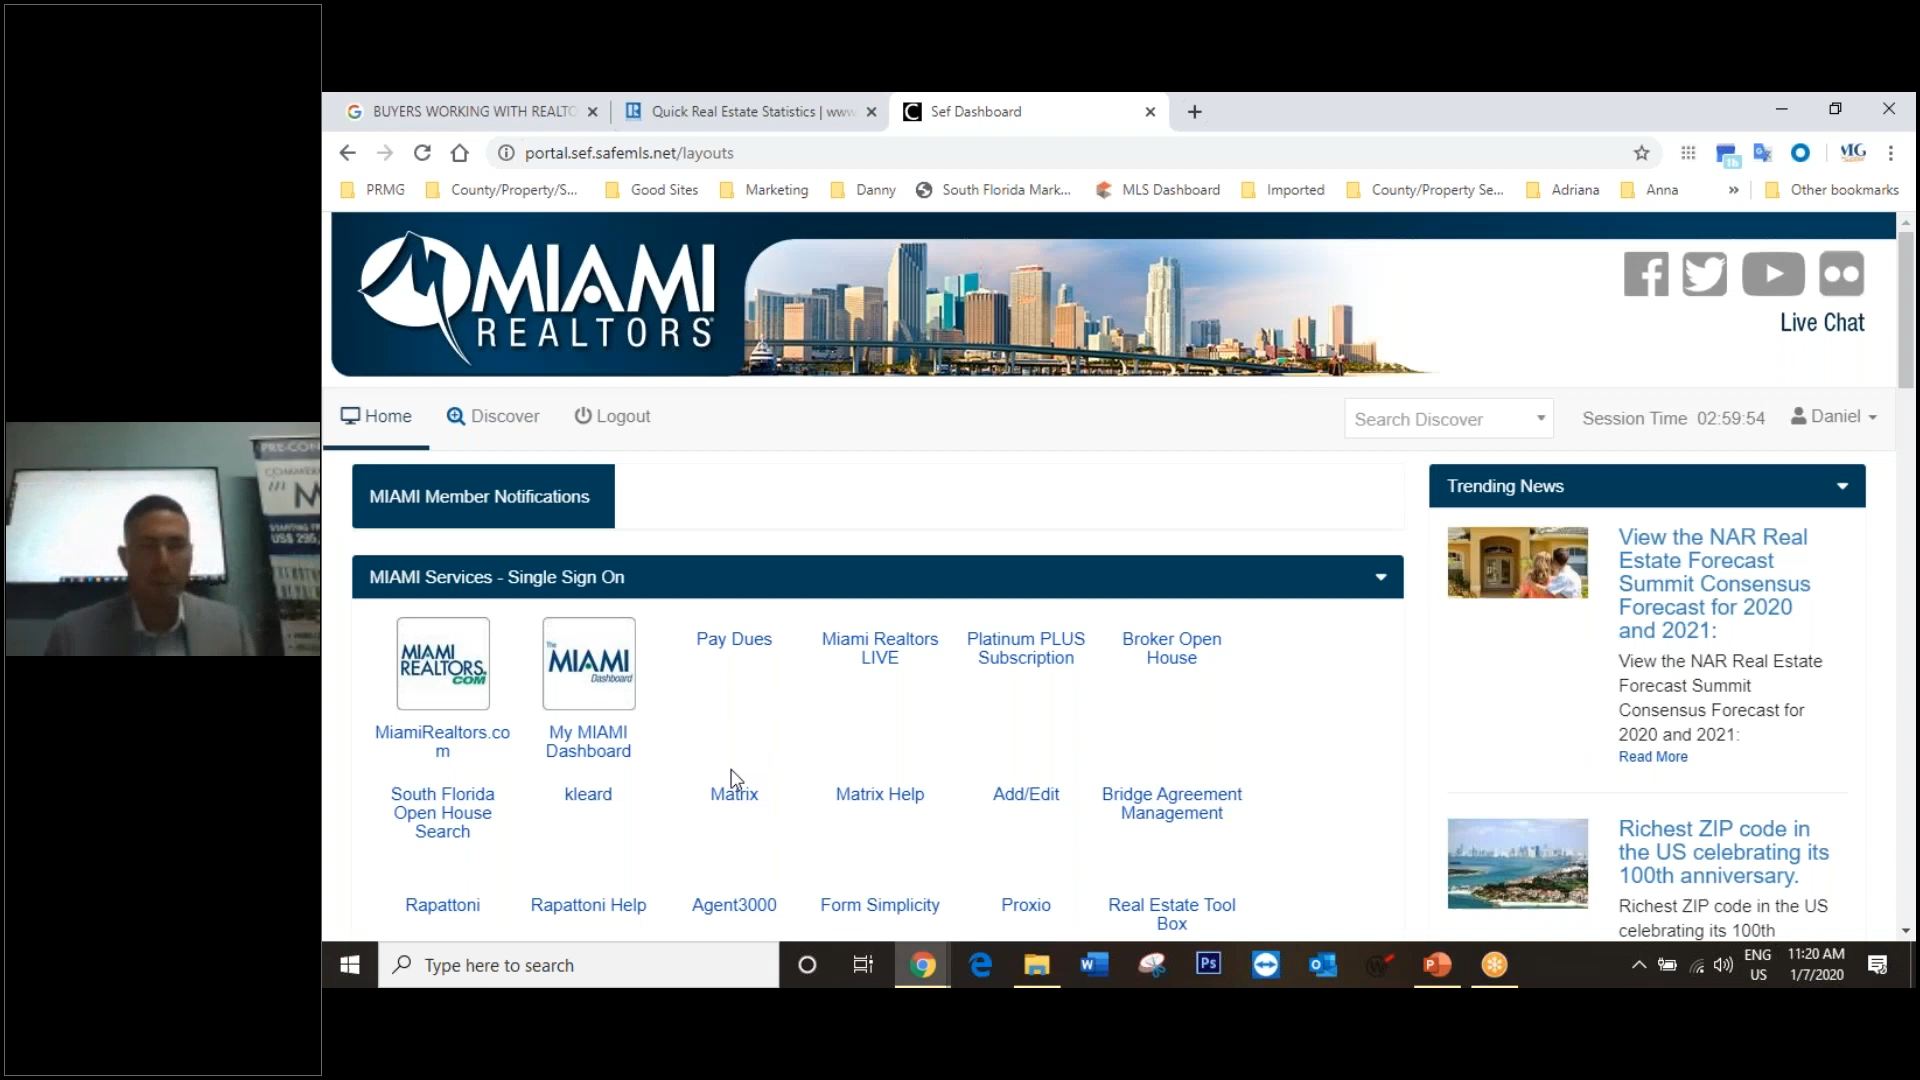 BUYERS WORKING WITH REALTO
Quick Real Estate Statistics | www
Sef Dashboard
portal.sef.safemls.net/layouts
PRMG
County/Property/S...
Good Sites
Marketing
Danny
South Florida Mark...
MLS Dashboard
Imported
County/Property Se...
Adriana
Anna
»
Other bookmarks
MIAMI
REALTORS
Live Chat
Home
Discover
Logout
Search Discover
Session Time 02:59:54
Daniel
MIAMI Member Notifications
MIAMI Services - Single Sign On
MIAMI
REALTORS.
COM
MiamiRealtors.co
m
The
MIAMI
Dashboard
My MIAMI
Dashboard
Pay Dues
Miami Realtors
LIVE
Platinum PLUS
Subscription
Broker Open
House
South Florida
Open House
Search
kleard
Matrix
Matrix Help
Add/Edit
Bridge Agreement
Management
Rapattoni
Rapattoni Help
Agent3000
Form Simplicity
Proxio
Real Estate Tool
Box
Trending News
View the NAR Real
Estate Forecast
Summit Consensus
Forecast for 2020
and 2021:
View the NAR Real Estate
Forecast Summit
Consensus Forecast for
2020 and 2021:
Read More
Richest ZIP code in
the US celebrating its
100th anniversary.
Richest ZIP code in the US
celebrating its 100th
Type here to search
ENG
US
11:20 AM
1/7/2020
PRE-CON
US$ 295,